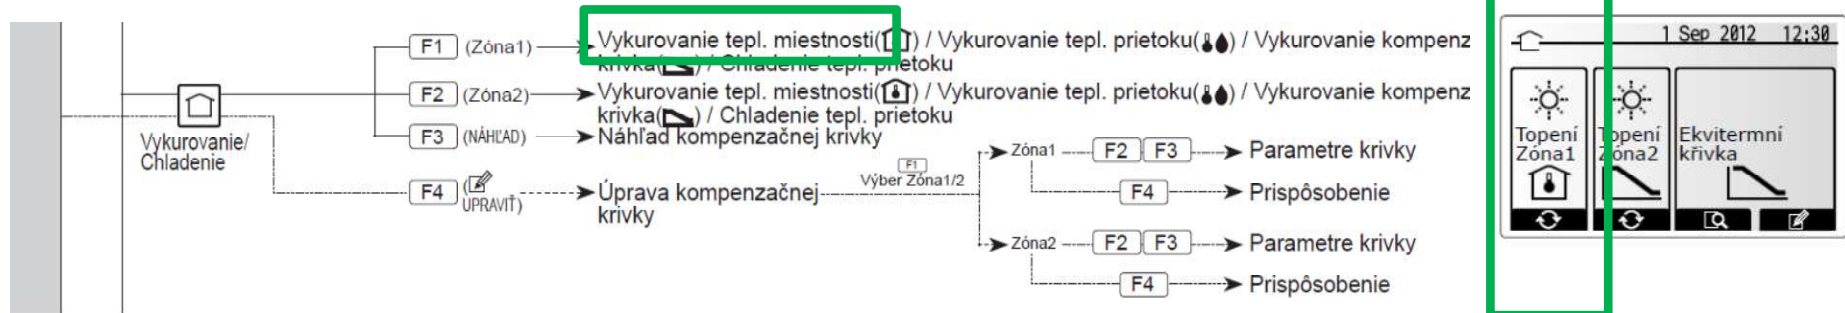 F1 (Zóna1) Vykurovanie tepl. miestnosti( ) / Vykurovanie tepl. prietoku( ) / Vykurovanie kompenz
krivka( ) / Chladenie tepl. prietoku
F2 (Zóna2) Vykurovanie tepl. miestnosti( ) / Vykurovanie tepl. prietoku( ) / Vykurovanie kompenz
krivka( ) / Chladenie tepl. prietoku
F3 (NÁHĽAD) Náhľad kompenzačnej krivky
Vykurovanie/
Chladenie
F4 ( UPRAVIŤ) Úprava kompenzačnej
krivky
F1
Výber Zóna1/2
Zóna1 F2 F3 Parametre krivky
F4 Prispôsobenie
Zóna2 F2 F3 Parametre krivky
F4 Prispôsobenie
1 Sep 2012 12:30
Topení
Zóna1
Topení
Zóna2
Ekvitermní
křivka